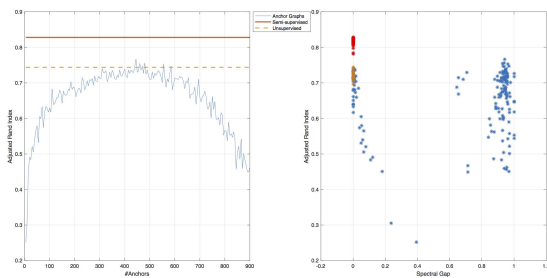 0.9
0.8
0.7
0.6
0.5
0.4
0.3
0.2
Adjusted Rand Index
0 100 200 300 400 500 600 700 800 900
#Anchors
Anchor Graphs
Semi-supervised
Unsupervised
0.9
0.8
0.7
0.6
0.5
0.4
0.3
0.2
Adjusted Rand Index
-0.2 0 0.2 0.4 0.6 0.8 1
Spectral Gap